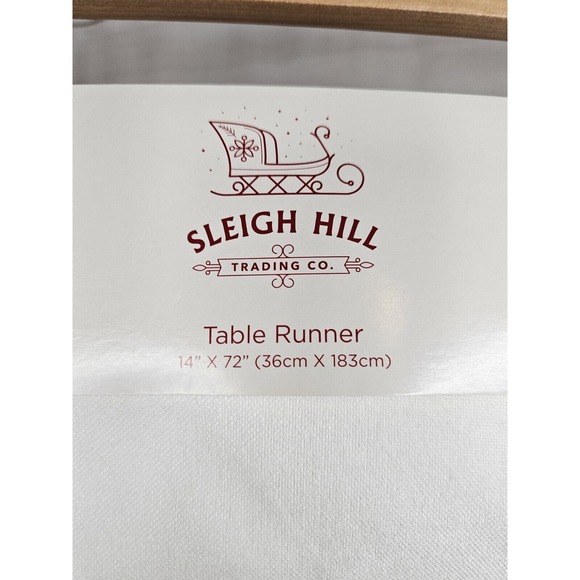 SLEIGH HILL
TRADING CO.
Table Runner
14" X 72" (36cm X 183cm)